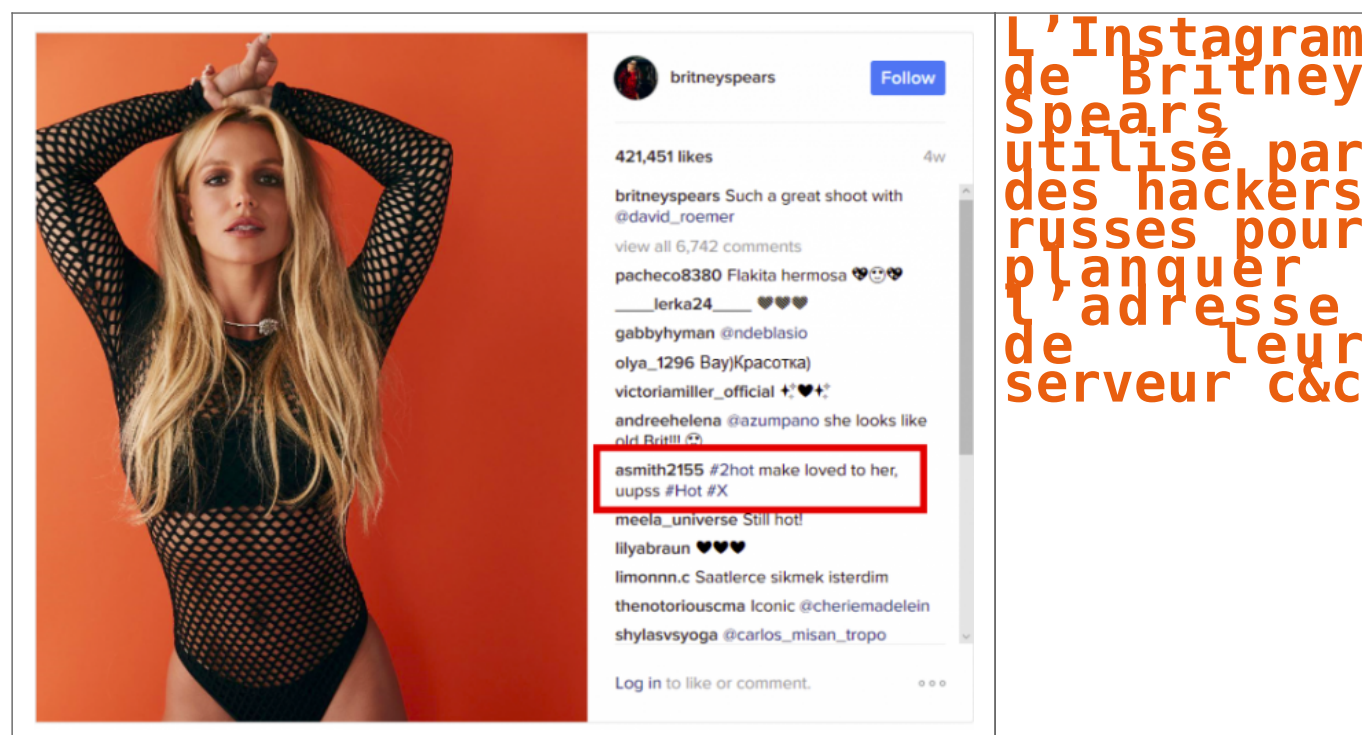 britneyspears
Follow
421,451 likes
4w
britneyspears Such a great shoot with
@david_roemer
view all 6,742 comments
pacheco8380 Flakita hermosa 💖😍💖
____lerka24____ 🖤🖤🖤
gabbyhyman @ndeblasio
olya_1296 Вау)Красотка)
victoriamiller_official ✨🖤✨
andreehelena @azumpano she looks like
old Brit!!!
asmith2155 #2hot make loved to her,
uupss #Hot #X
meela_universe Still hot!
lilyabraun 🖤🖤🖤
limonnn.c Saatlerce sikmek isterdim
thenotoriouscma Iconic @cheriemadelein
shylasvsyoga @carlos_misan_tropo
Log in to like or comment.
L’Instagram
de Britney
Spears
utilisé par
des hackers
russes pour
planquer
l’adresse
de leur
serveur c&c